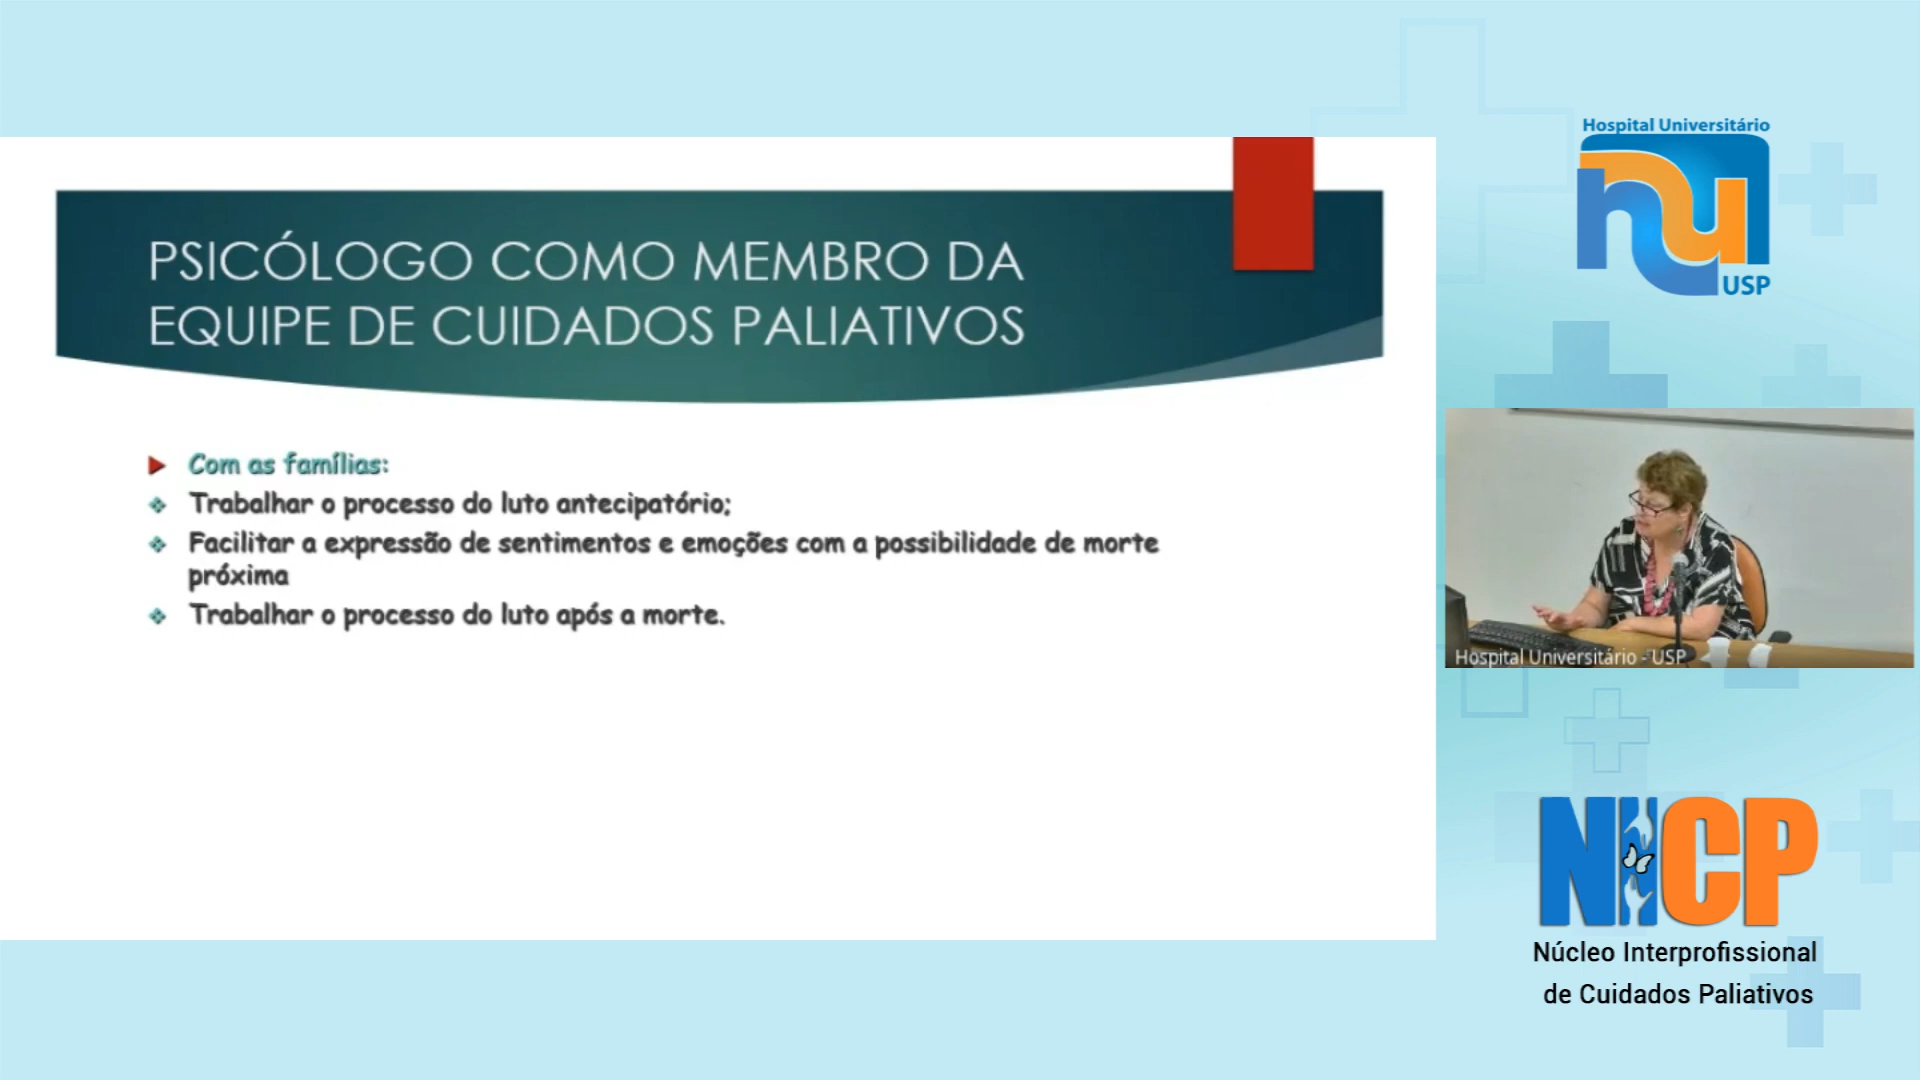 PSICÓLOGO COMO MEMBRO DA
EQUIPE DE CUIDADOS PALIATIVOS
Com as famílias:
Trabalhar o processo do luto antecipatório;
Facilitar a expressão de sentimentos e emoções com a possibilidade de morte
próxima
Trabalhar o processo do luto após a morte.
Hospital Universitário
hu
USP
Hospital Universitário - USP
NICP
Núcleo Interprofissional
de Cuidados Paliativos